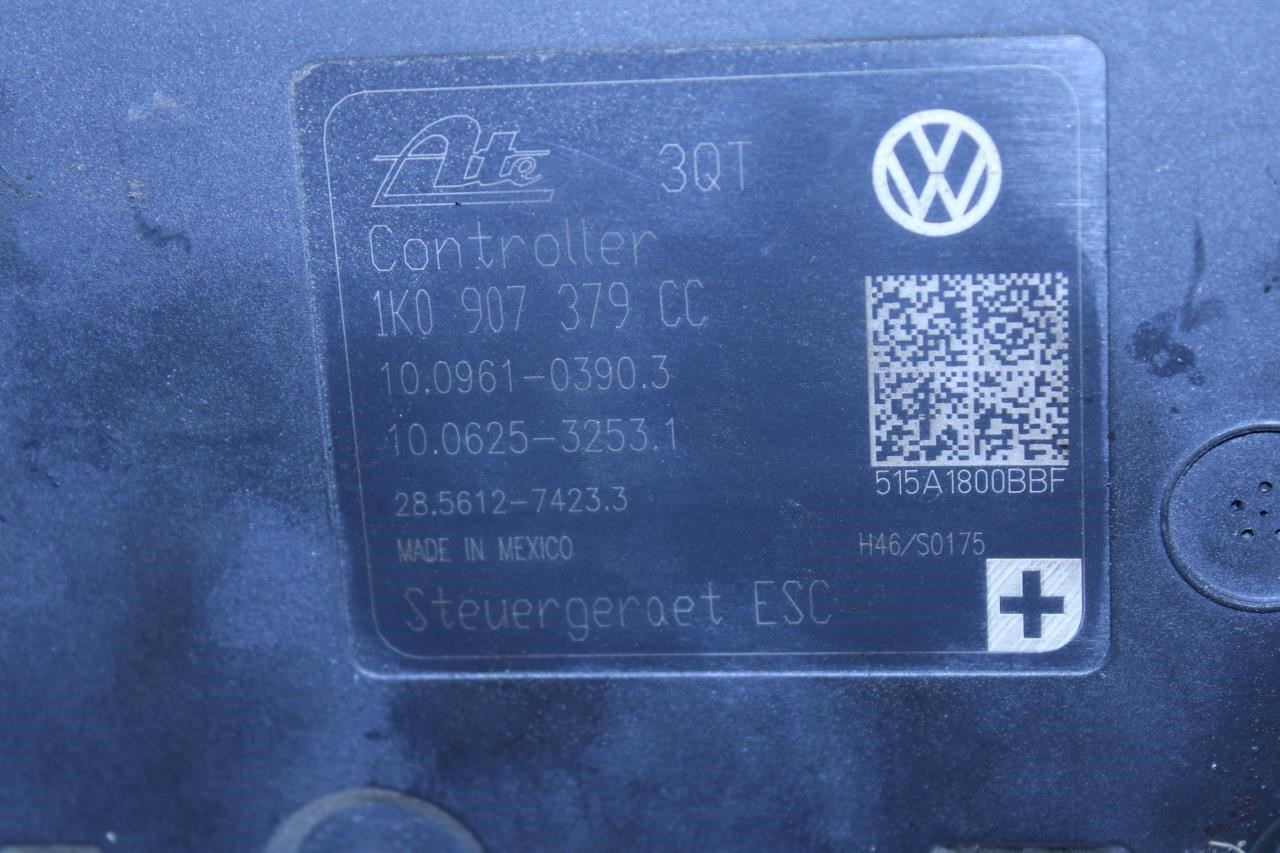 Ate 3QT
Controller
1K0 907 379 CC
10.0961-0390.3
10.0625-3253.1
515A1800BBF
28.5612-7423.3
MADE IN MEXICO
H46/S0175
Steuergeraet ESC